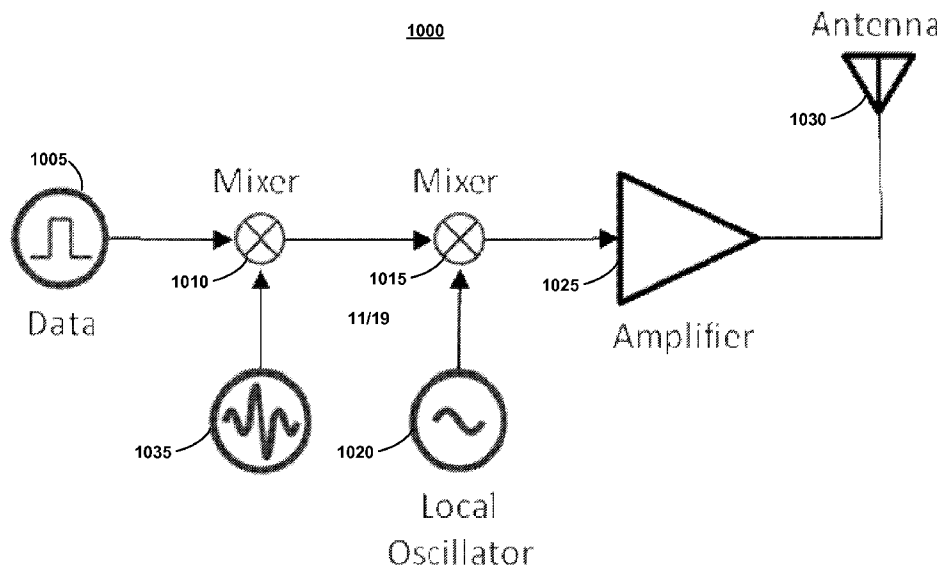 1000
Antenna
1030
1005
Mixer
Mixer
1010
1015
1025
Data
11/19
Amplifier
1035
1020
Local
Oscillator